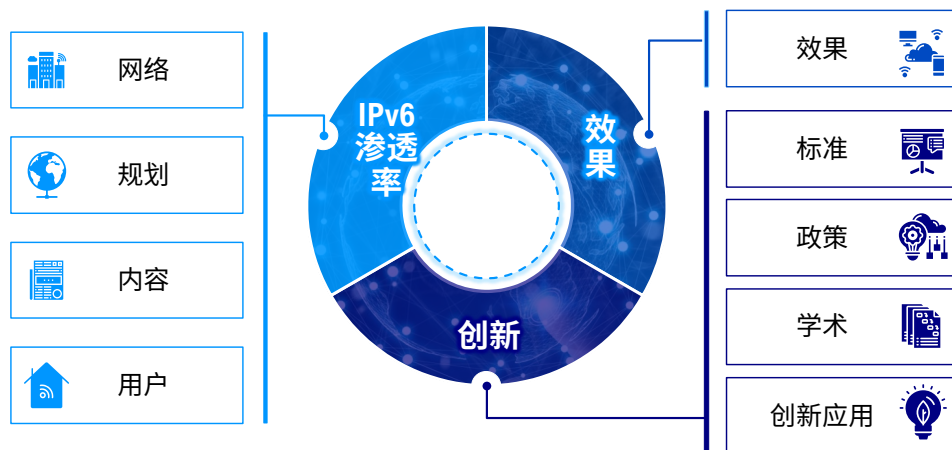 网络
规划
内容
用户
IPv6
渗透
率
效
果
创新
效果
标准
政策
学术
创新应用